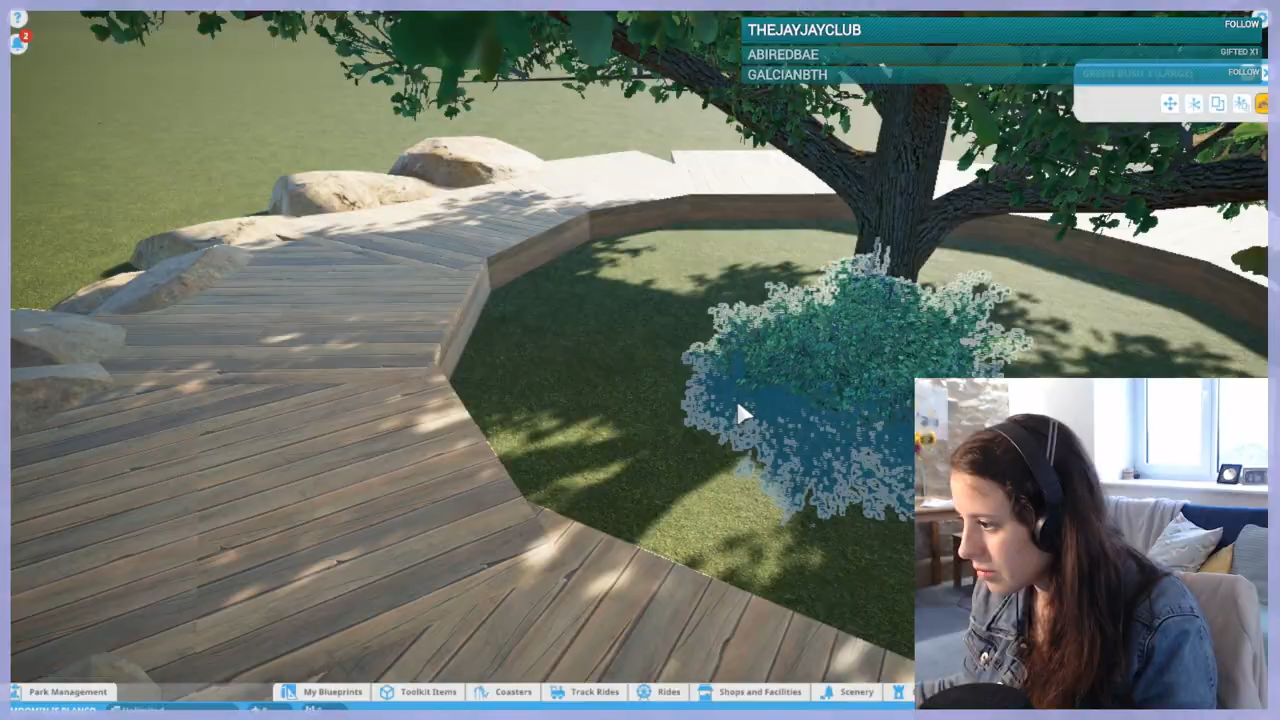 ?
2
THEJAYJAYCLUB FOLLOW
ABIREDBAE GIFTED X1
GALCIANBTH FOLLOW
Park Management
My Blueprints
Toolkit Items
Coasters
Track Rides
Rides
Shops and Facilities
Scenery